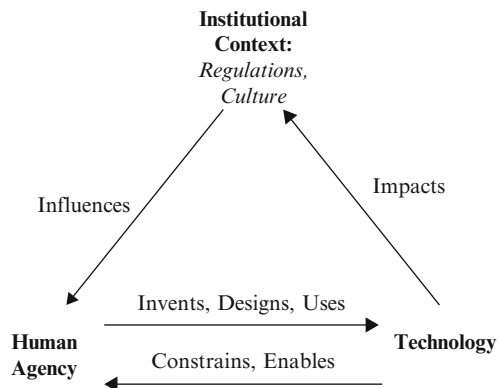 Institutional
Context:
Regulations,
Culture
Influences
Impacts
Invents, Designs, Uses
Human
Agency
Technology
Constrains, Enables